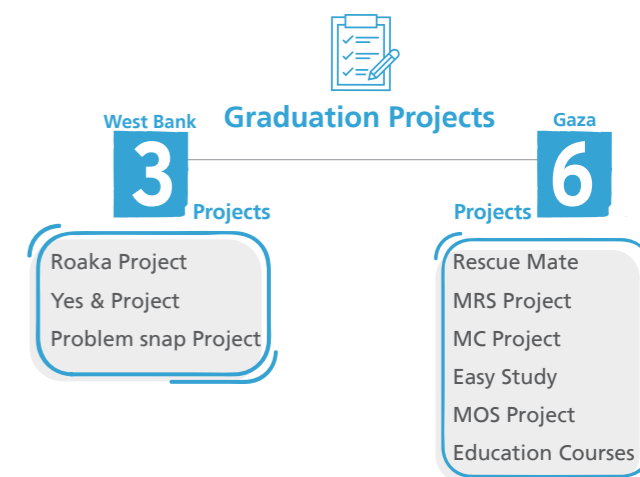 Graduation Projects
West Bank
3
Projects
Roaka Project
Yes & Project
Problem snap Project
Gaza
6
Projects
Rescue Mate
MRS Project
MC Project
Easy Study
MOS Project
Education Courses